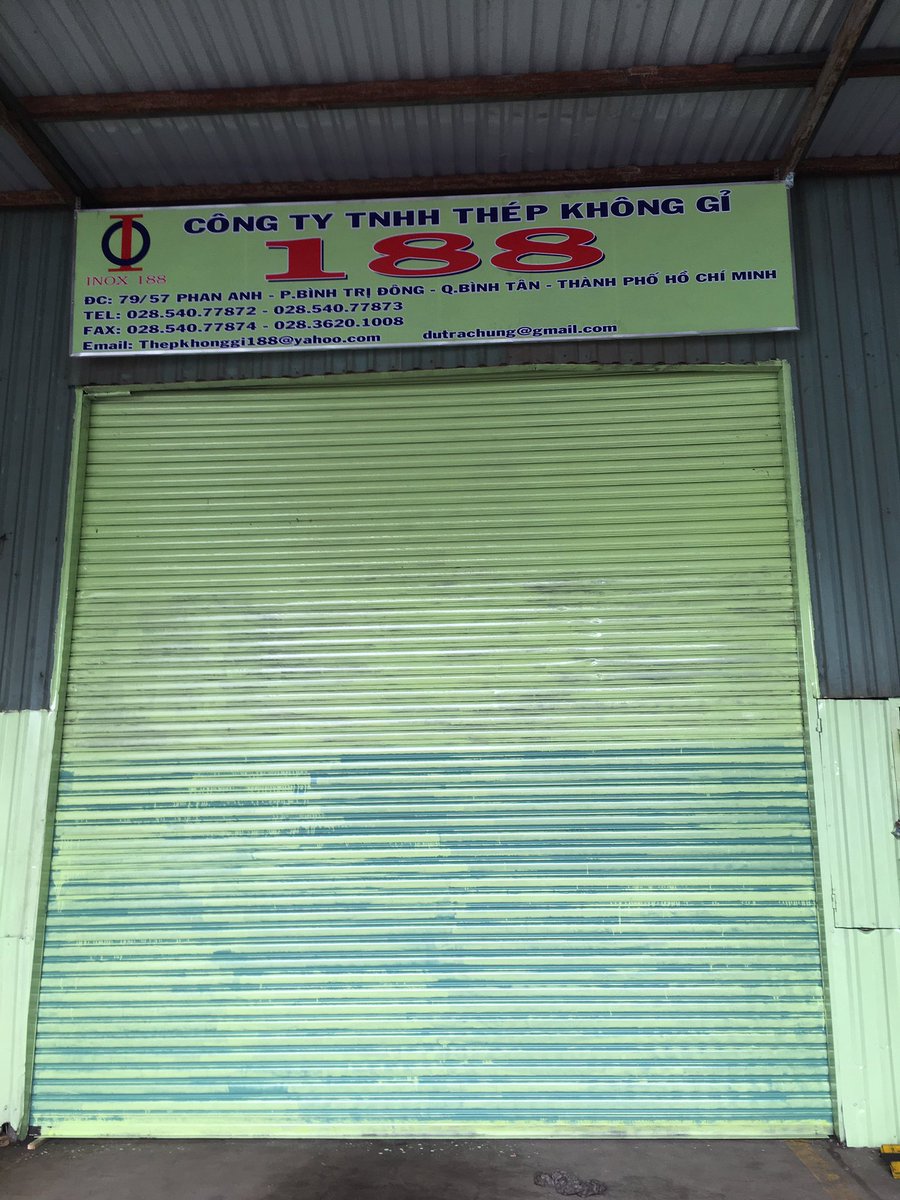 CÔNG TY TNHH THÉP KHÔNG GỈ
188
INOX 188
ĐC: 79/57 PHAN ANH - P.BÌNH TRỊ ĐÔNG - Q.BÌNH TÂN - THÀNH PHỐ HỒ CHÍ MINH
TEL: 028.540.77872 - 028.540.77873
FAX: 028.540.77874 - 028.3620.1008
Email: Thepkhonggi188@yahoo.com dutrachung@gmail.com